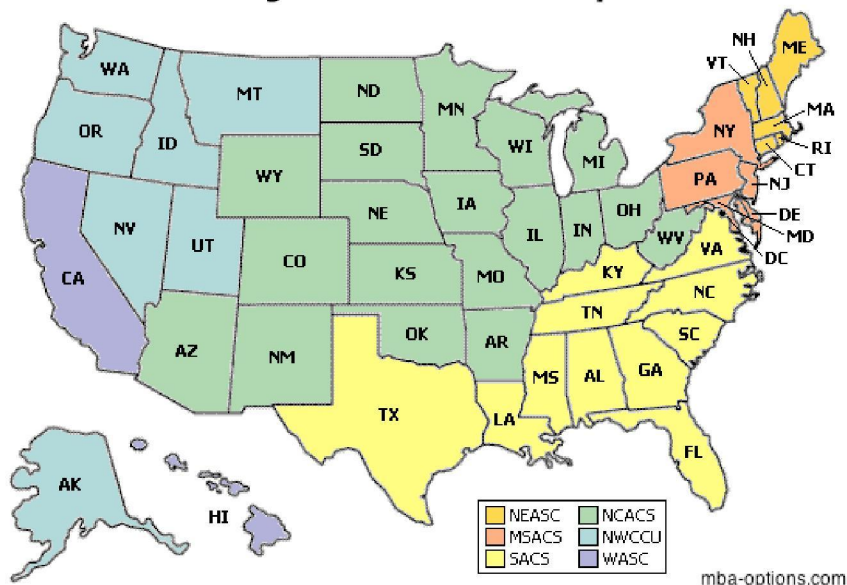 NH
ME
VT
WA
MT
ND
MN
MA
OR
ID
SD
WI
MI
NY
RI
CT
WY
PA
NJ
IA
NE
OH
DE
MD
NV
UT
IL
IN
WV
VA
DC
CO
CA
KS
MO
KY
NC
TN
OK
AR
SC
AZ
NM
MS
AL
GA
TX
LA
FL
AK
HI
NEASC
NCACS
MSACS
NWCCU
SACS
WASC
mba-options.com